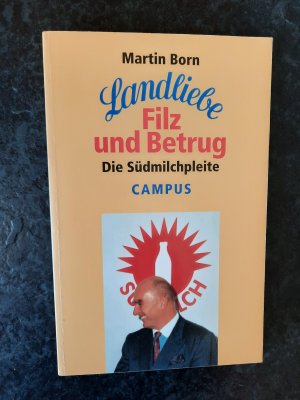 Martin Born
Landliebe
Filz
und Betrug
Die Südmilchpleite
CAMPUS